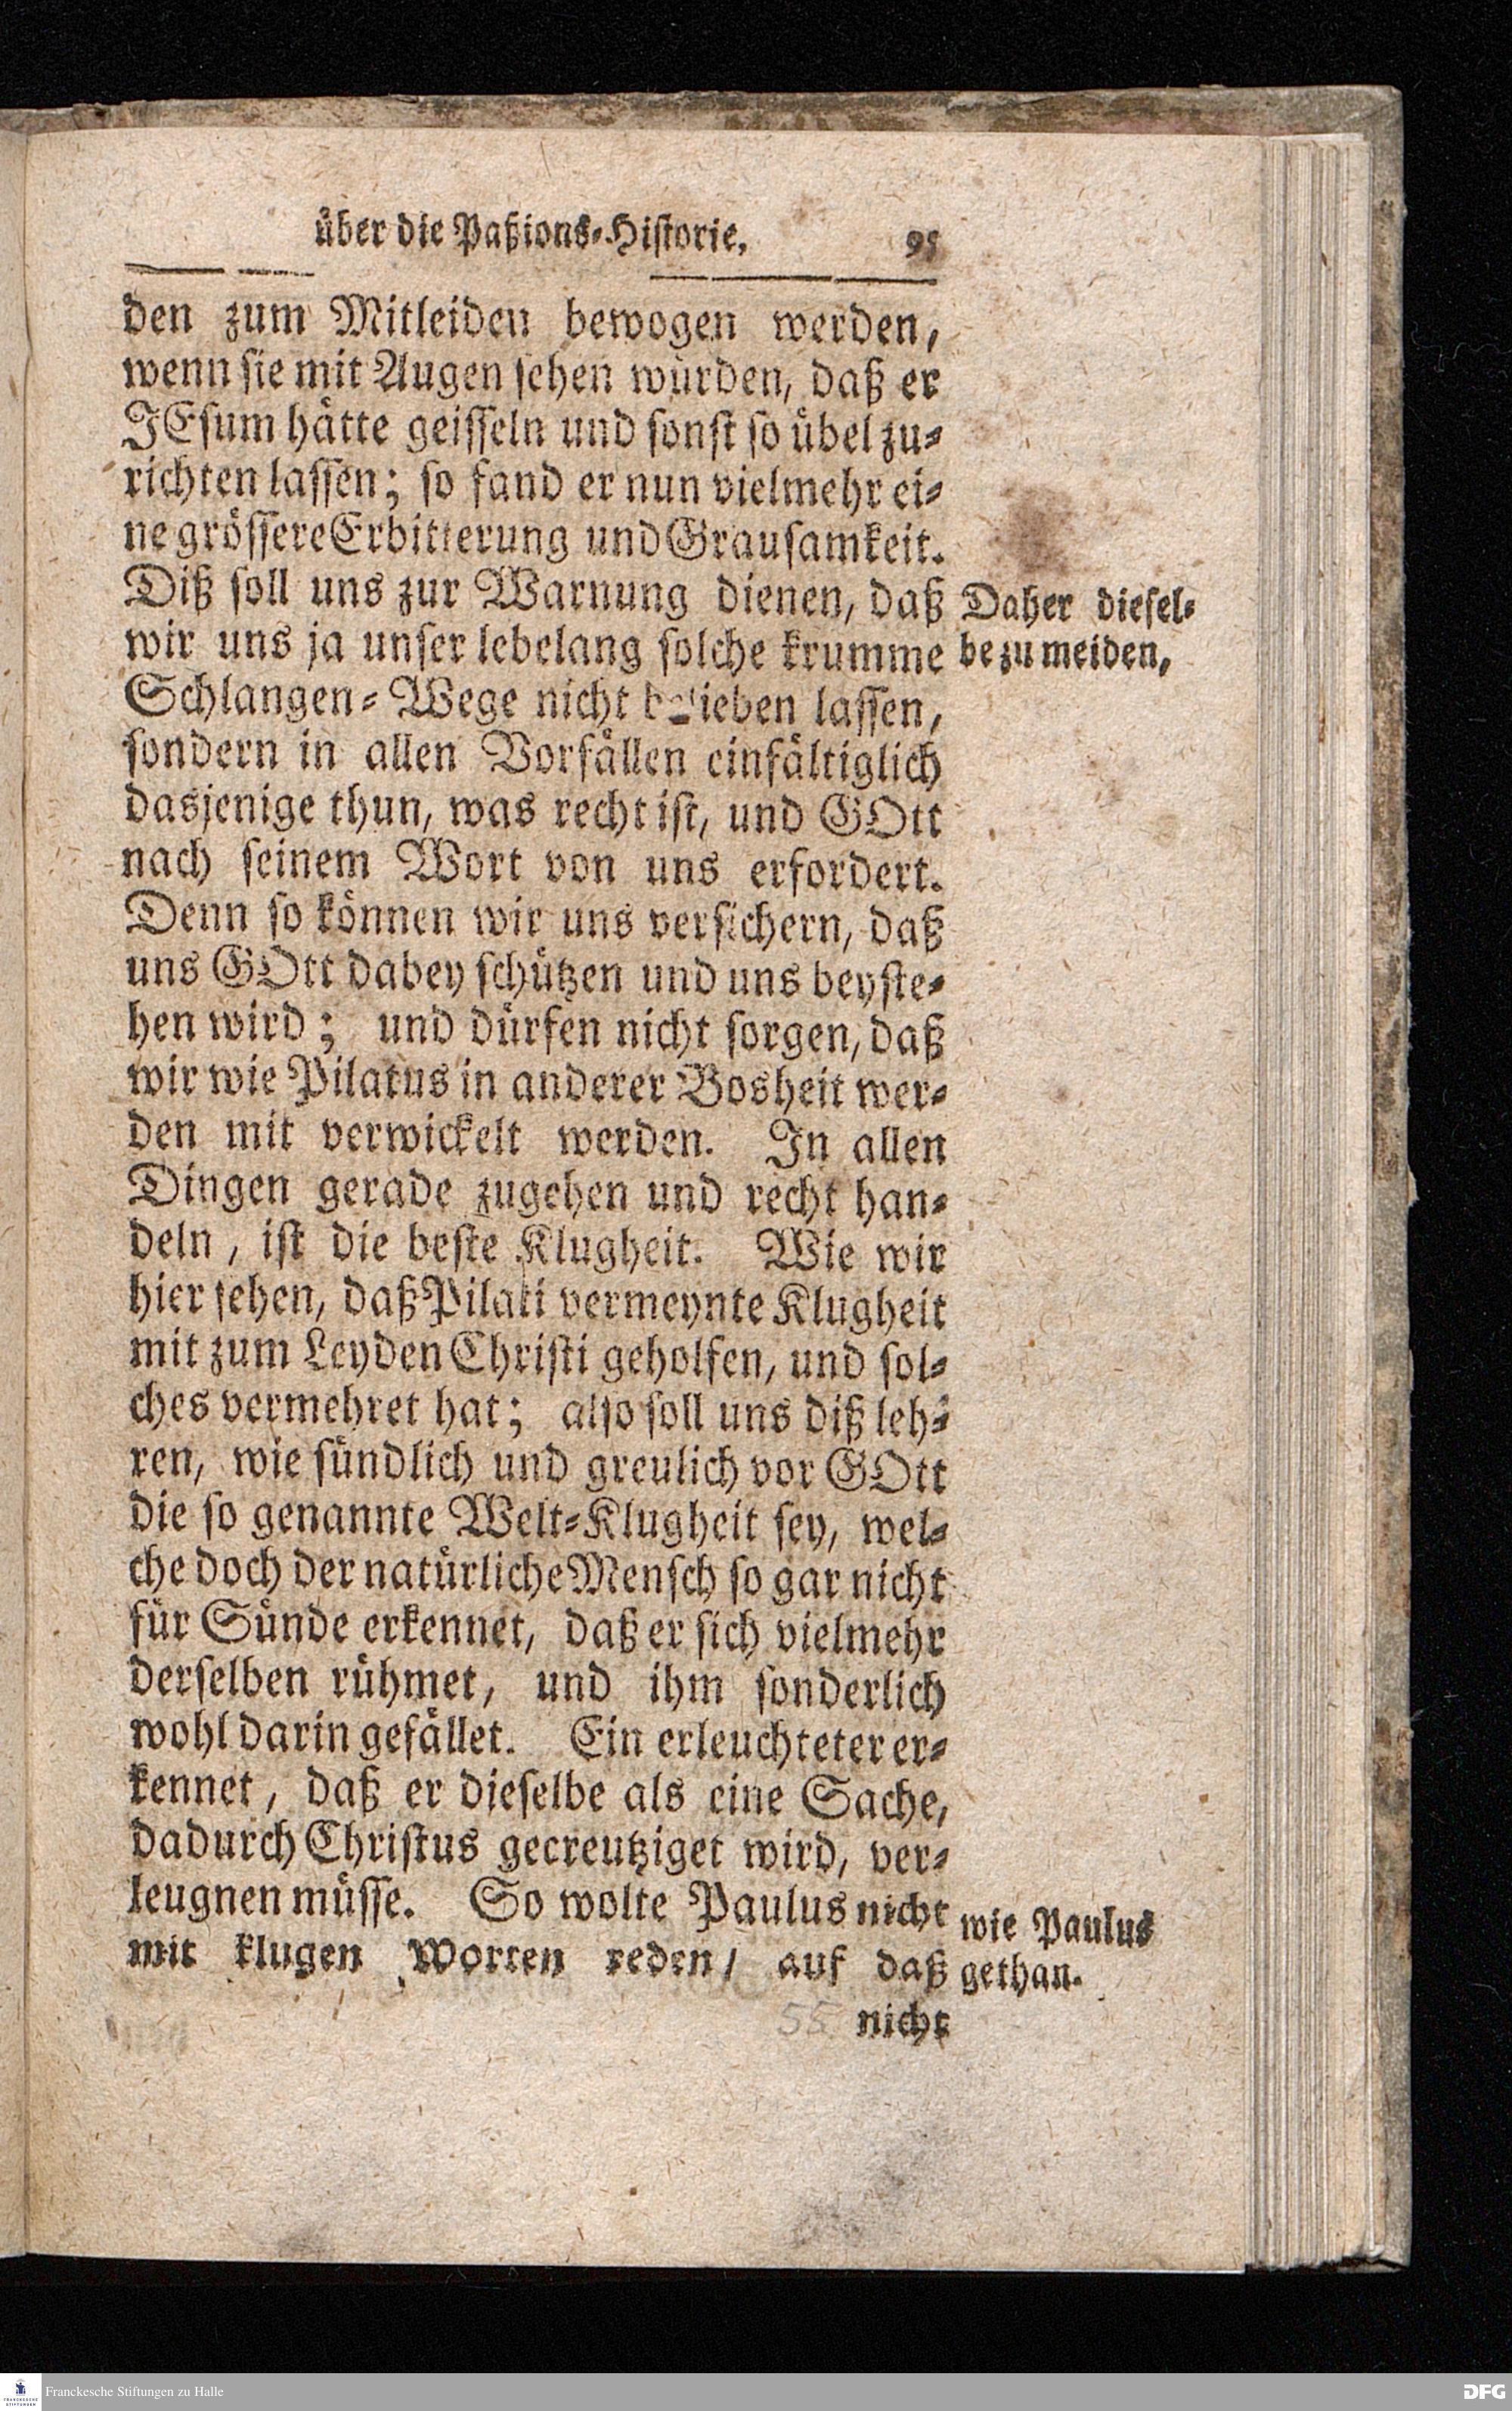 über die Paßions-Historie, 95
den zum Mitleiden bewogen werden,
wenn sie mit Augen sehen würden, daß er
JEsum hätte geisseln und sonst so übel zu-
richten lassen; so fand er nun vielmehr ei-
ne grössere Erbitterung und Grausamkeit.
Diß soll uns zur Warnung dienen, daß
wir uns ja unser lebelang solche krumme
Daher diesel-
be zu meiden,
Schlangen-Wege nicht belieben lassen,
sondern in allen Vorfällen einfältiglich
dasjenige thun, was recht ist, und GOtt
nach seinem Wort von uns erfordert.
Denn so können wir uns versichern, daß
uns GOtt dabey schützen und uns beyste-
hen wird; und dürfen nicht sorgen, daß
wir wie Pilatus in anderer Bosheit wer-
den mit verwickelt werden. In allen
Dingen gerade zugehen und recht han-
deln, ist die beste Klugheit. Wie wir
hier sehen, daß Pilati vermeynte Klugheit
mit zum Leyden Christi geholfen, und sol-
ches vermehret hat; also soll uns diß leh-
ren, wie sündlich und greulich vor GOtt
die so genannte Welt-Klugheit sey, wel-
che doch der natürliche Mensch so gar nicht
für Sünde erkennet, daß er sich vielmehr
derselben rühmet, und ihm sonderlich
wohl darin gefället. Ein erleuchteter er-
kennet, daß er dieselbe als eine Sache,
dadurch Christus gecreutziget wird, ver-
leugnen müsse. So wolte Paulus nicht
mit klugen Worten reden/ auf daß
wie Paulus
gethan.
55 nicht
Franckesche Stiftungen zu Halle
DFG